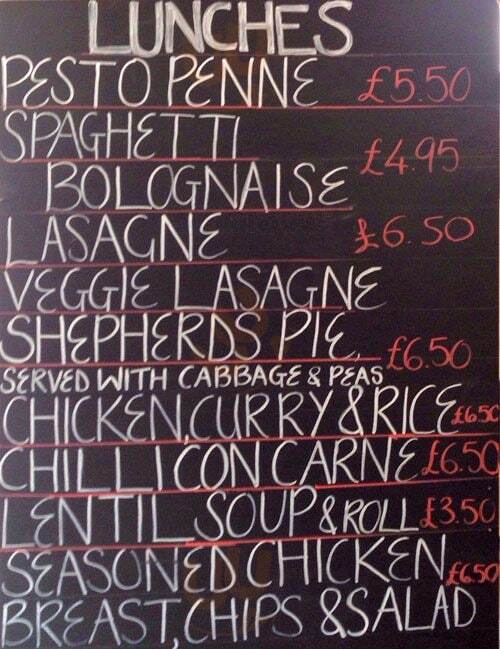 LUNCHES
PESTO PENNE £5.50
SPAGHETTI
BOLOGNAISE £4.95
LASAGNE £6.50
VEGGIE LASAGNE
SHEPHERDS PIE, £6.50
SERVED WITH CABBAGE & PEAS
CHICKEN, CURRY & RICE £6.50
CHILLI CON CARNE £6.50
LENTIL SOUP & ROLL £3.50
SEASONED CHICKEN £6.50
BREAST, CHIPS & SALAD